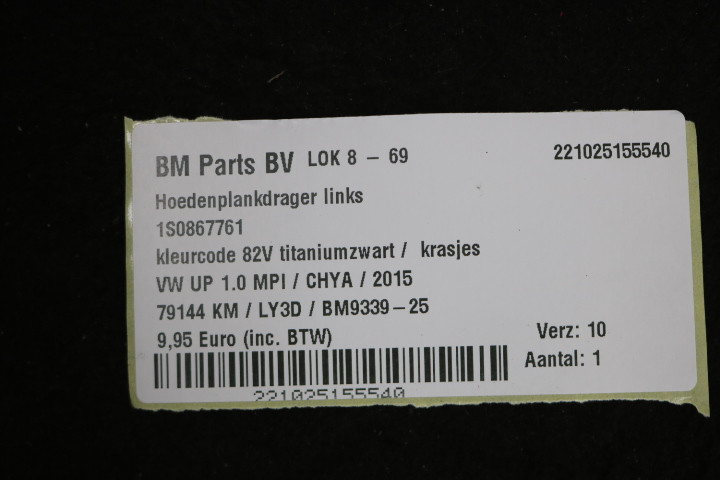 BM Parts BV LOK 8 - 69 221025155540
Hoedenplankdrager links
1S0867761
kleurcode 82V titaniumzwart / krasjes
VW UP 1.0 MPI / CHYA / 2015
79144 KM / LY3D / BM9339-25
9,95 Euro (inc. BTW) Verz: 10
Aantal: 1
221025155540